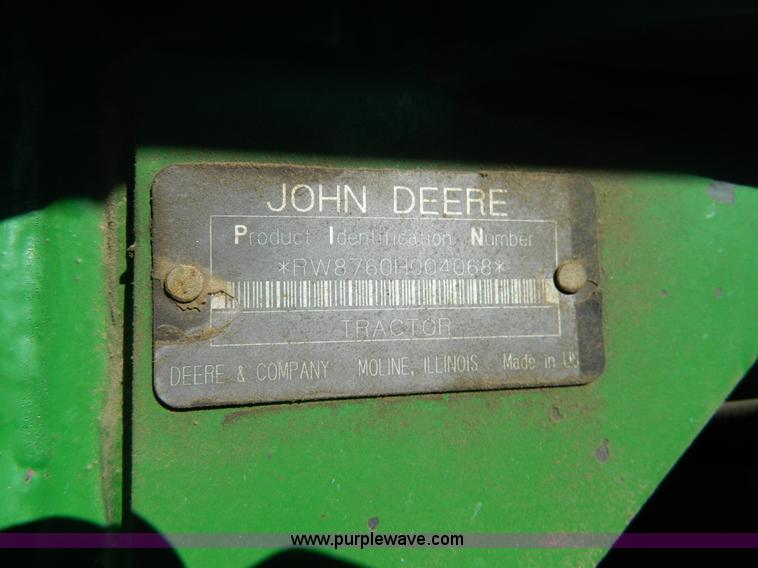 JOHN DEERE
Product Identification Number
*RW8760H004068*
TRACTOR
DEERE & COMPANY MOLINE, ILLINOIS Made in U
www.purplewave.com